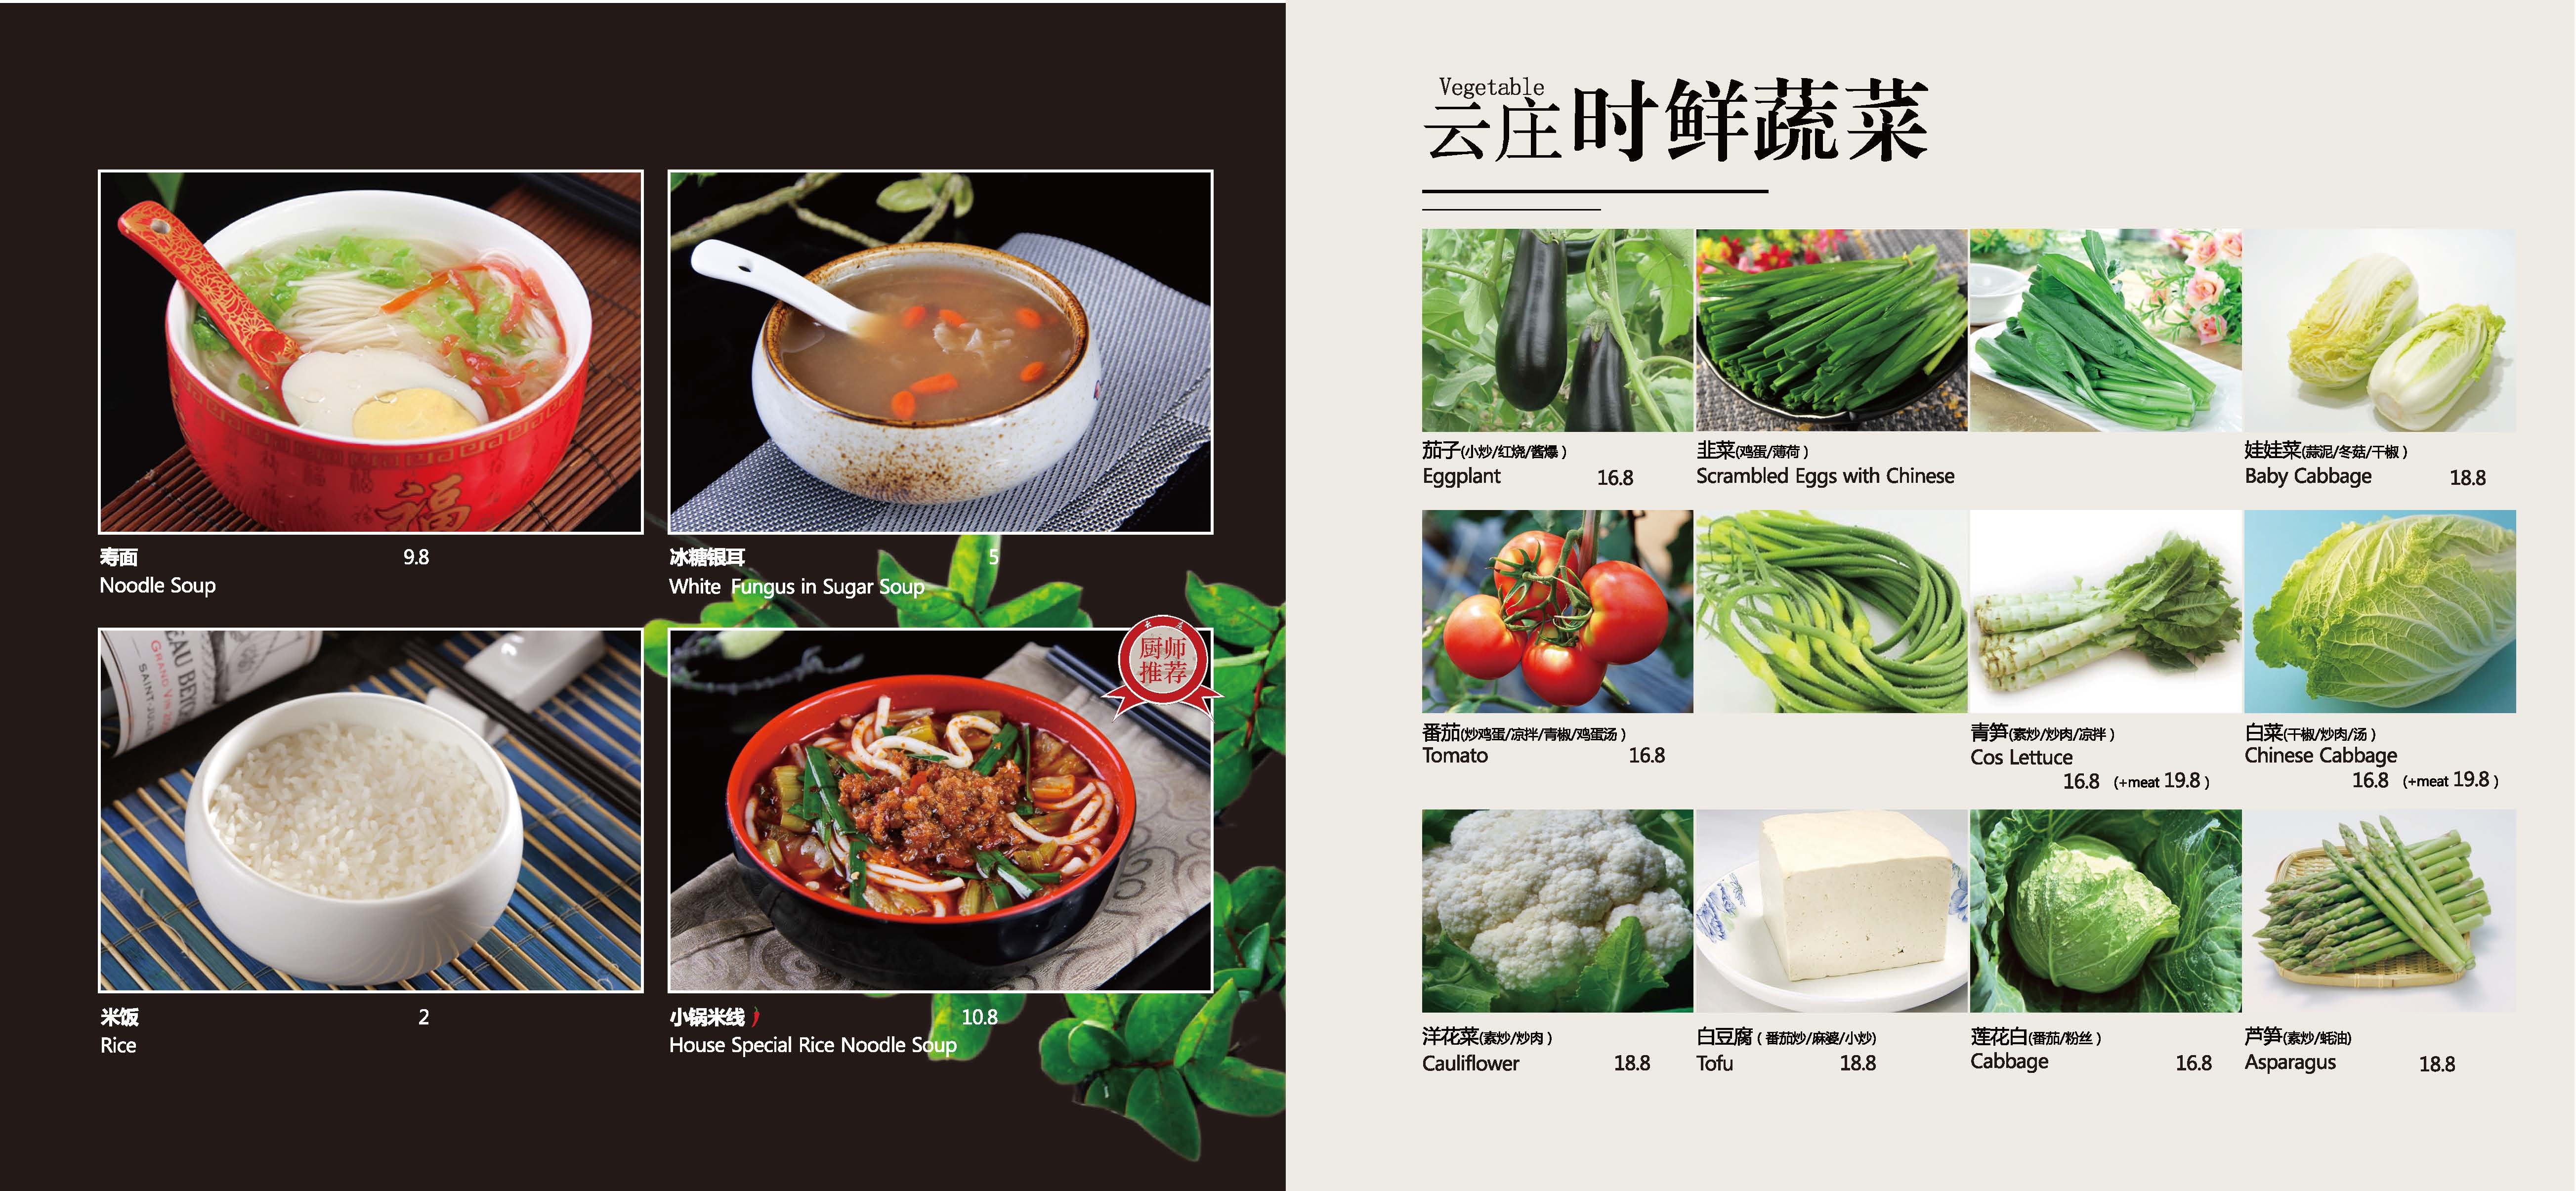 寿面 9.8
Noodle Soup
冰糖银耳 5
White Fungus in Sugar Soup
厨师
推荐
福
GRAND VIN
SAINT-JULI
米饭 2
Rice
小锅米线 10.8
House Special Rice Noodle Soup
Vegetable
云庄时鲜蔬菜
茄子(小炒/红烧/酱爆)
Eggplant 16.8
韭菜(鸡蛋/薄荷)
Scrambled Eggs with Chinese
娃娃菜(蒜泥/冬菇/干椒)
Baby Cabbage 18.8
番茄(炒鸡蛋/凉拌/青椒/鸡蛋汤)
Tomato 16.8
青笋(素炒/炒肉/凉拌)
Cos Lettuce
16.8 (+meat 19.8)
白菜(干椒/炒肉/汤)
Chinese Cabbage
16.8 (+meat 19.8)
洋花菜(素炒/炒肉)
Cauliflower 18.8
白豆腐(番茄炒/麻婆/小炒)
Tofu 18.8
莲花白(番茄/粉丝)
Cabbage 16.8
芦笋(素炒/蚝油)
Asparagus 18.8